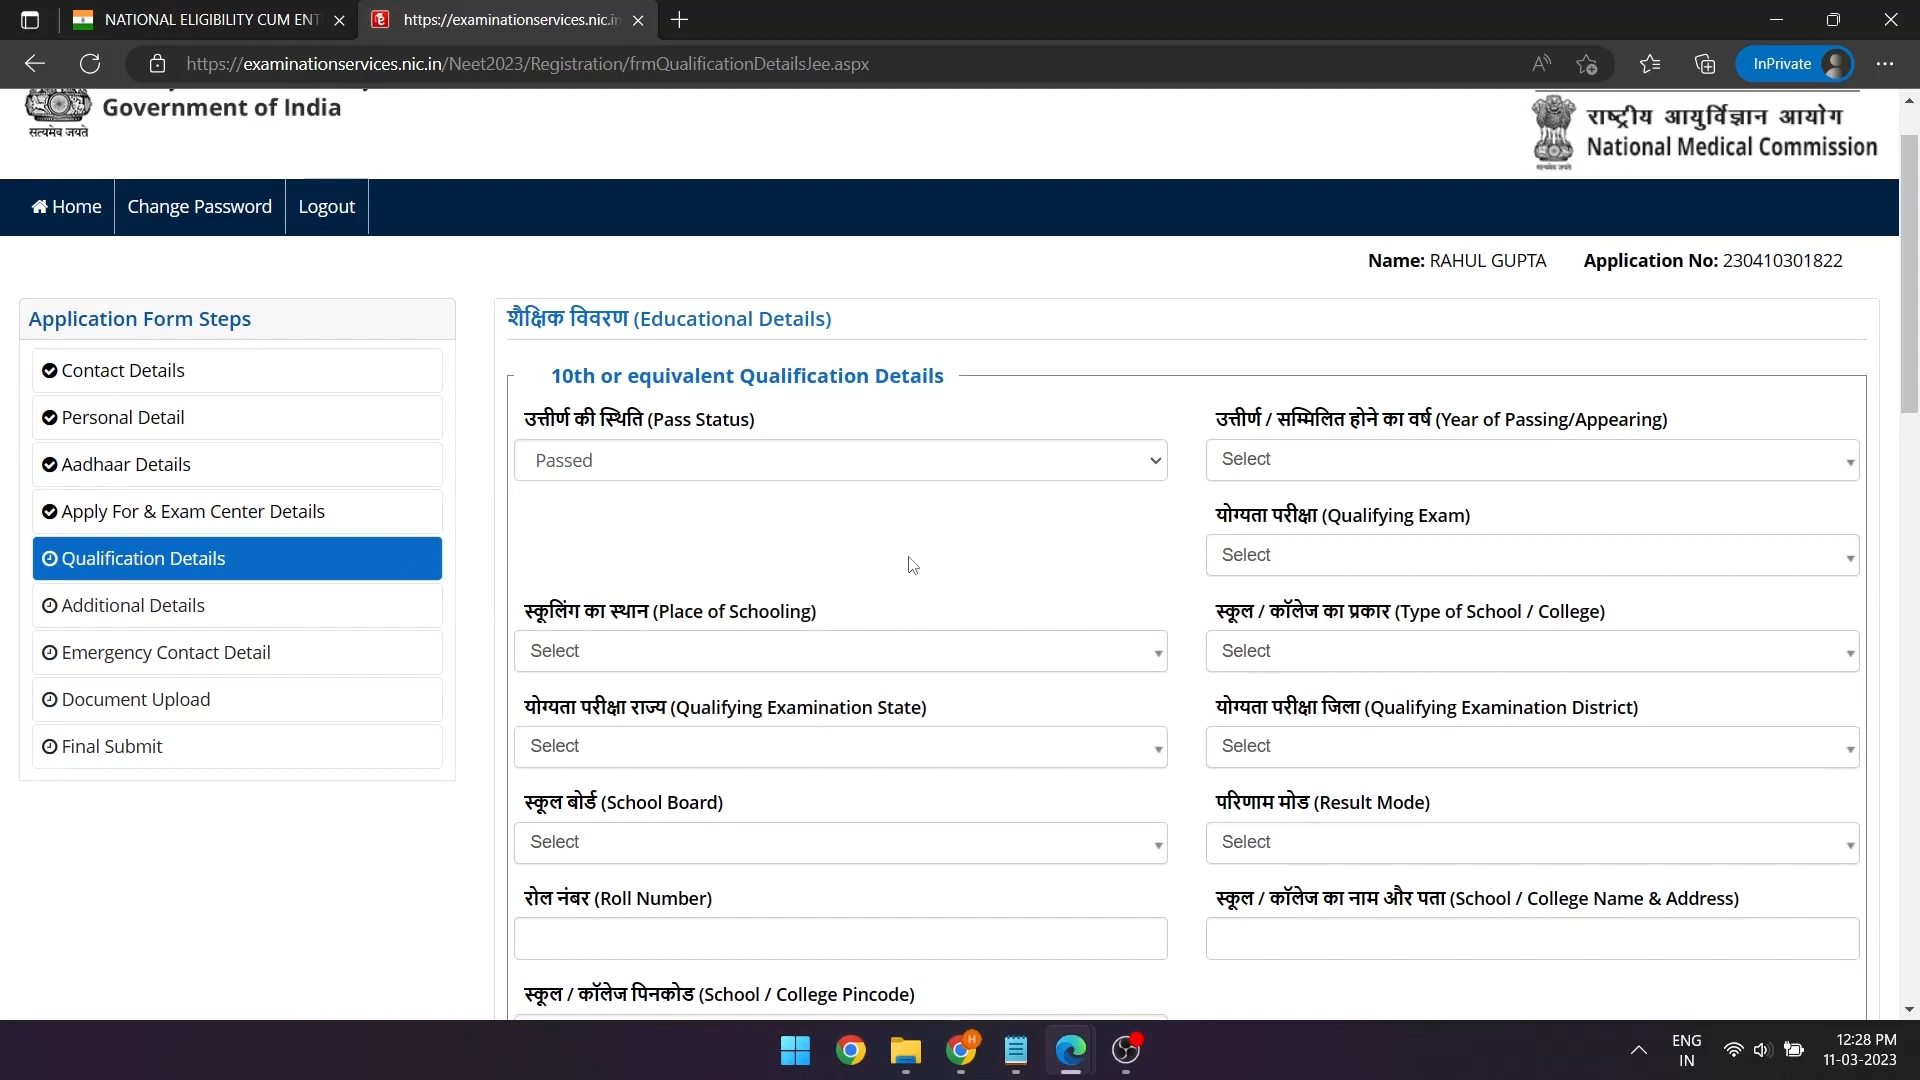 NATIONAL ELIGIBILITY CUM ENT
https://examinationservices.nic.in
https://examinationservices.nic.in/Neet2023/Registration/frmQualificationDetailsJee.aspx
InPrivate
सत्यमेव जयते
Government of India
राष्ट्रीय आयुर्विज्ञान आयोग
National Medical Commission
सत्यमेव जयते
Home
Change Password
Logout
Name: RAHUL GUPTA
Application No: 230410301822
Application Form Steps
Contact Details
Personal Detail
Aadhaar Details
Apply For & Exam Center Details
Qualification Details
Additional Details
Emergency Contact Detail
Document Upload
Final Submit
शैक्षिक विवरण (Educational Details)
10th or equivalent Qualification Details
उत्तीर्ण की स्थिति (Pass Status)
Passed
उत्तीर्ण / सम्मिलित होने का वर्ष (Year of Passing/Appearing)
Select
योग्यता परीक्षा (Qualifying Exam)
Select
स्कूलिंग का स्थान (Place of Schooling)
Select
स्कूल / कॉलेज का प्रकार (Type of School / College)
Select
योग्यता परीक्षा राज्य (Qualifying Examination State)
Select
योग्यता परीक्षा जिला (Qualifying Examination District)
Select
स्कूल बोर्ड (School Board)
Select
परिणाम मोड (Result Mode)
Select
रोल नंबर (Roll Number)
स्कूल / कॉलेज का नाम और पता (School / College Name & Address)
स्कूल / कॉलेज पिनकोड (School / College Pincode)
H
ENG
IN
12:28 PM
11-03-2023